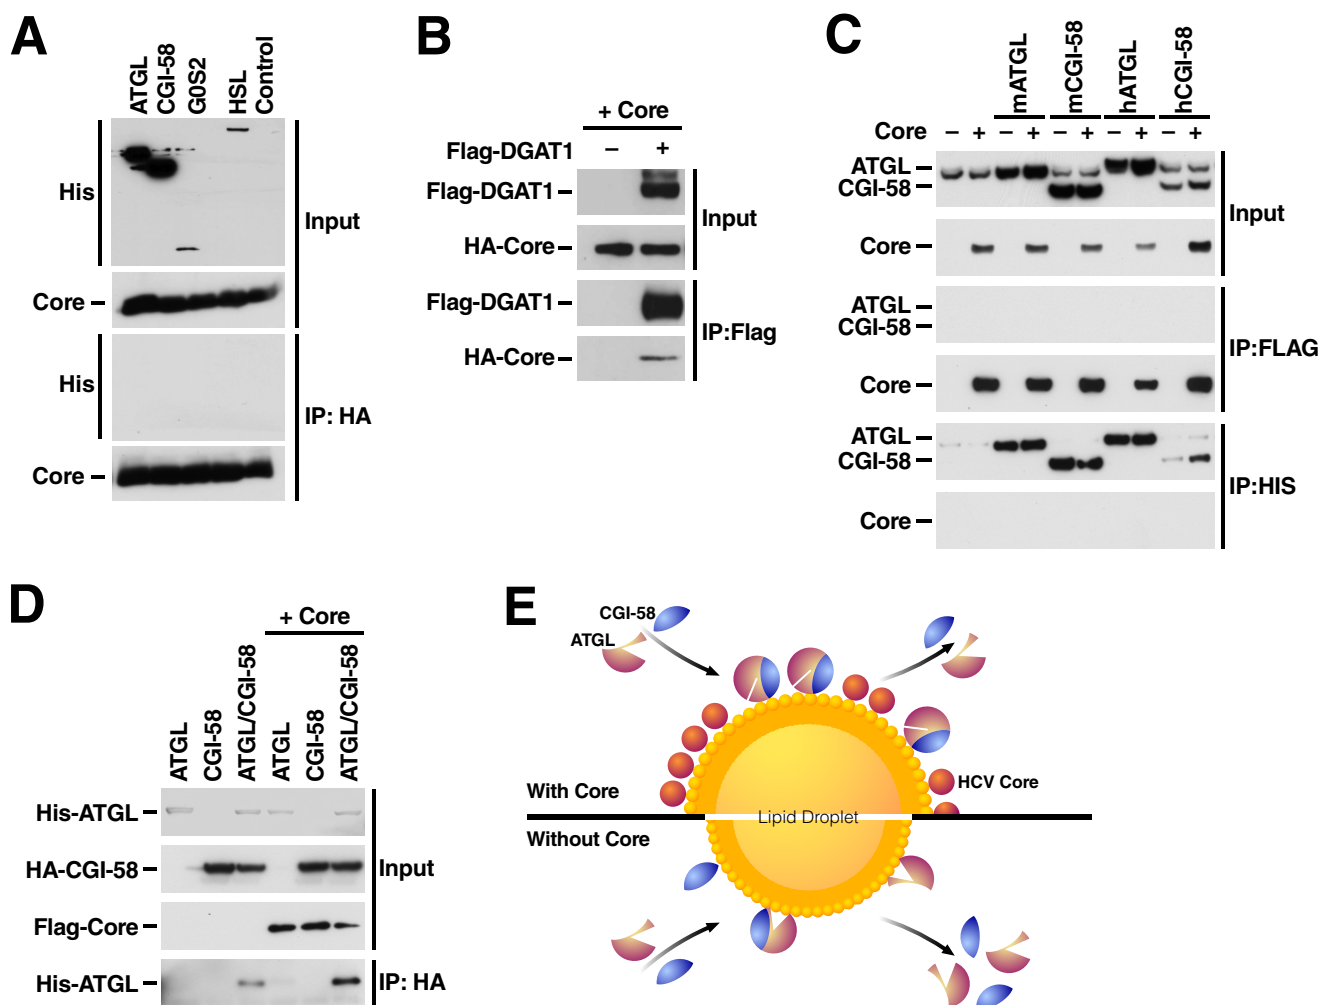 A
ATGL
CGI-58
G0S2
HSL
Control
His
Input
Core
His
IP: HA
Core
B
+ Core
Flag-DGAT1 − +
Flag-DGAT1
Input
HA-Core
Flag-DGAT1
IP:Flag
HA-Core
C
mATGL
mCGI-58
hATGL
hCGI-58
Core − + − + − + − + − +
ATGL
CGI-58
Input
Core
ATGL
CGI-58
IP:FLAG
Core
ATGL
CGI-58
IP:HIS
Core
D
+ Core
ATGL
CGI-58
ATGL/CGI-58
ATGL
CGI-58
ATGL/CGI-58
His-ATGL
HA-CGI-58
Input
Flag-Core
His-ATGL
IP: HA
E
CGI-58
ATGL
HCV Core
With Core
Lipid Droplet
Without Core